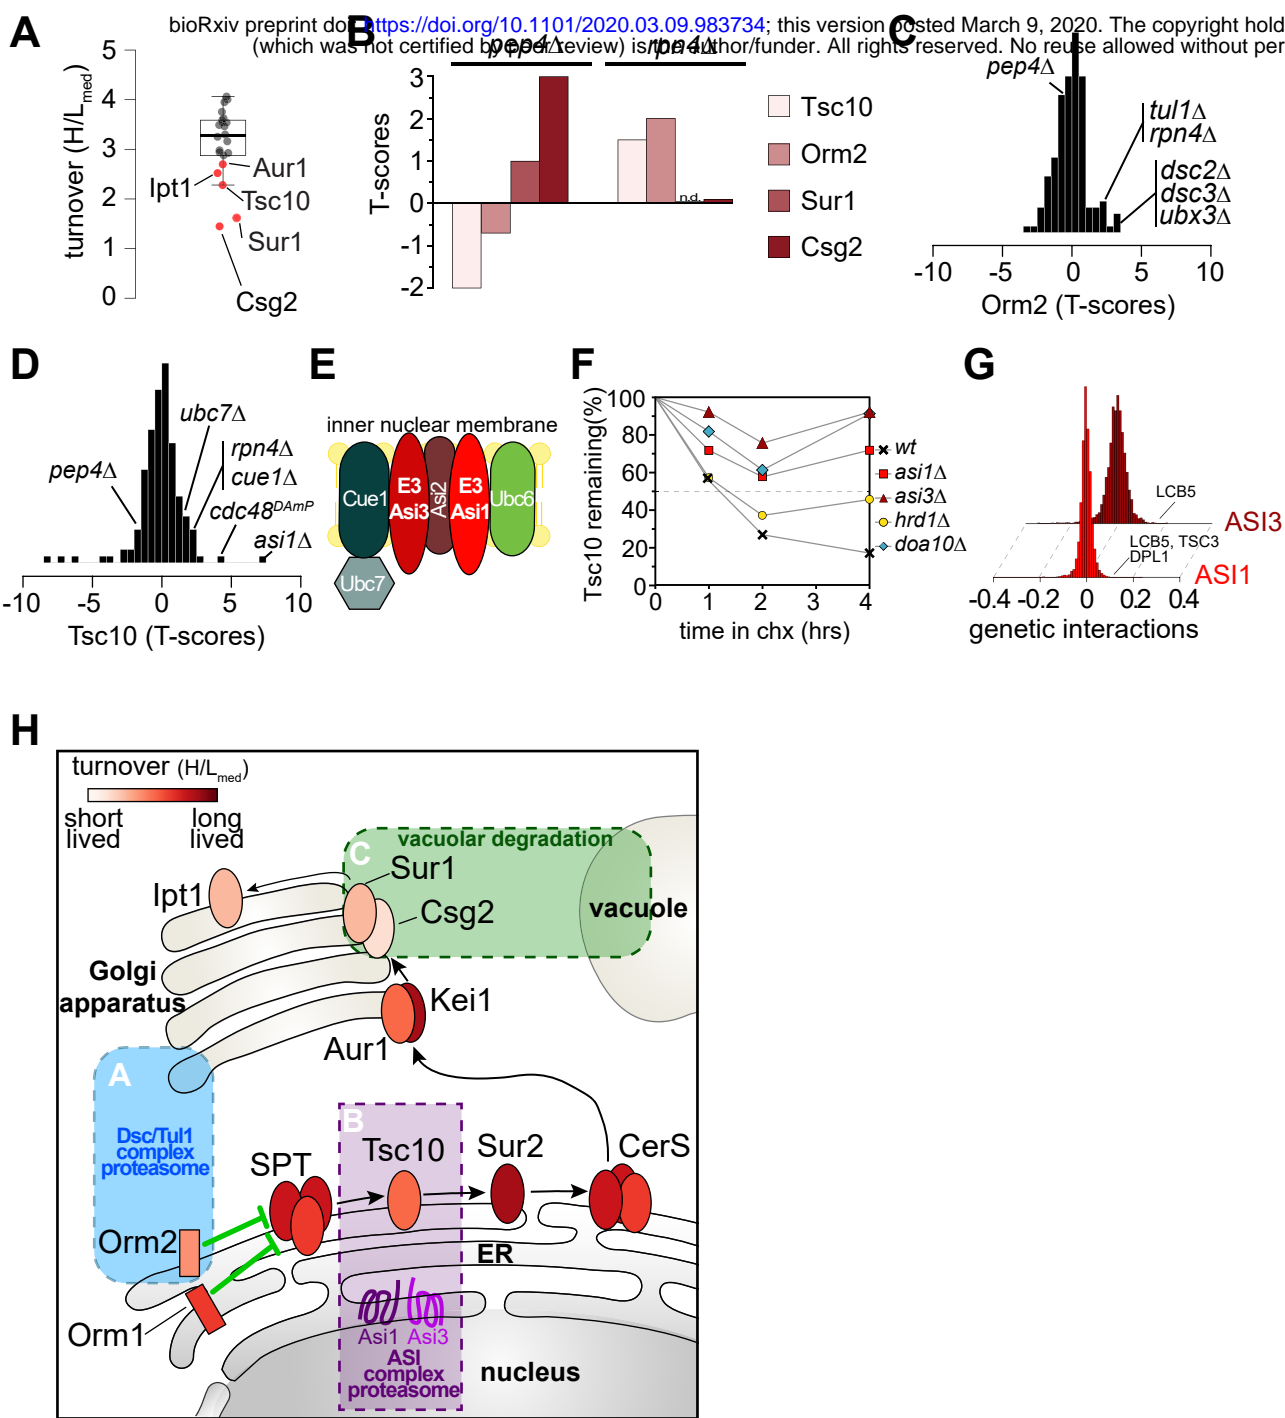 bioRxiv preprint doi: https://doi.org/10.1101/2020.03.09.983734; this version posted March 9, 2020. The copyright hold
(which was not certified by peer review) is the author/funder. All rights reserved. No reuse allowed without per
A
turnover (H/Lmed)
5
4
3
2
1
0
Aur1
Ipt1
Tsc10
Sur1
Csg2
B
pep4Δ
rpn4Δ
T-scores
3
2
1
0
-1
-2
n.d.
Tsc10
Orm2
Sur1
Csg2
C
pep4Δ
tul1Δ
rpn4Δ
dsc2Δ
dsc3Δ
ubx3Δ
-10 -5 0 5 10
Orm2 (T-scores)
D
pep4Δ
ubc7Δ
rpn4Δ
cue1Δ
cdc48DAmP
asi1Δ
-10 -5 0 5 10
Tsc10 (T-scores)
E
inner nuclear membrane
Cue1
E3
Asi3
Asi2
E3
Asi1
Ubc6
Ubc7
F
Tsc10 remaining(%)
100
80
60
40
20
0
0 1 2 3 4
time in chx (hrs)
wt
asi1Δ
asi3Δ
hrd1Δ
doa10Δ
G
LCB5
ASI3
LCB5, TSC3
DPL1
ASI1
-0.4 -0.2 0 0.2 0.4
genetic interactions
H
turnover (H/Lmed)
short
lived
long
lived
C
vacuolar degradation
Sur1
Ipt1
Csg2
vacuole
Golgi
apparatus
Kei1
Aur1
A
Dsc/Tul1
complex
proteasome
B
SPT
Tsc10
Sur2
CerS
Orm2
ER
Orm1
Asi1 Asi3
ASI
complex
proteasome
nucleus